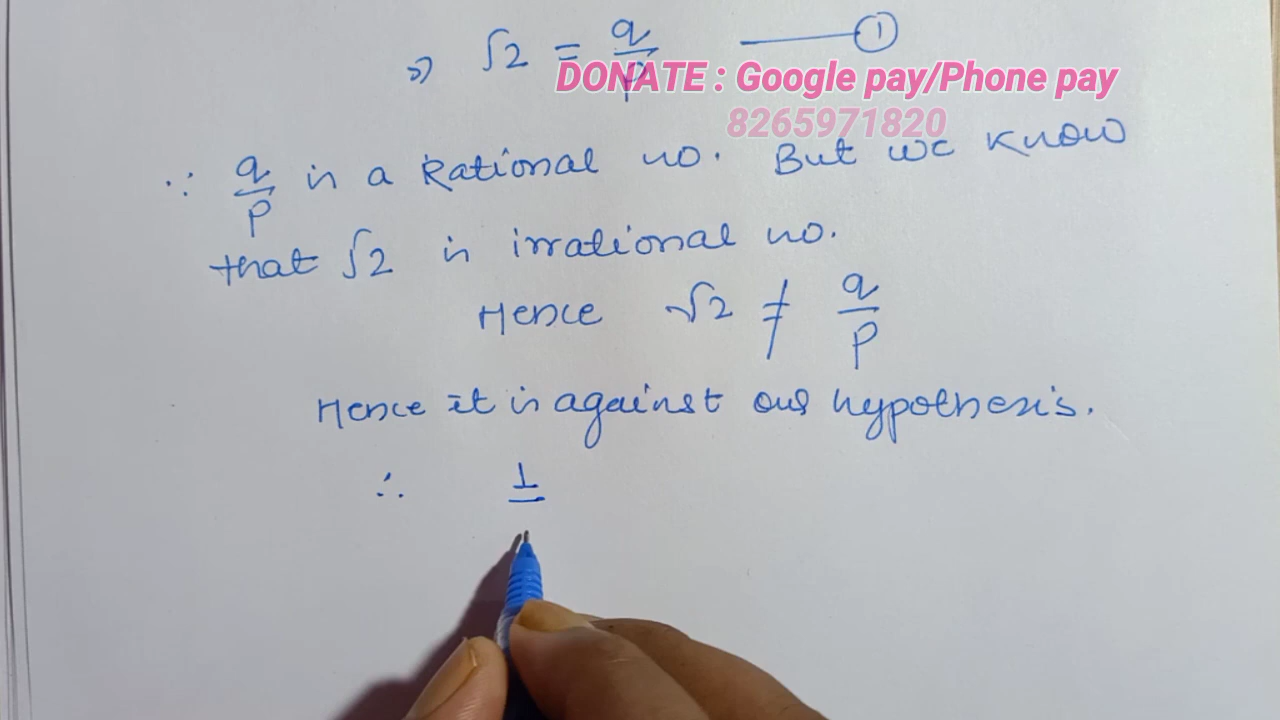 ⇒ √2 = q/p ——— ①
DONATE : Google pay/Phone pay
8265971820
∵ q/p is a Rational no. But we know
that √2 is irrational no.
Hence √2 ≠ q/p
Hence it is against our hypothesis.
∴ 1